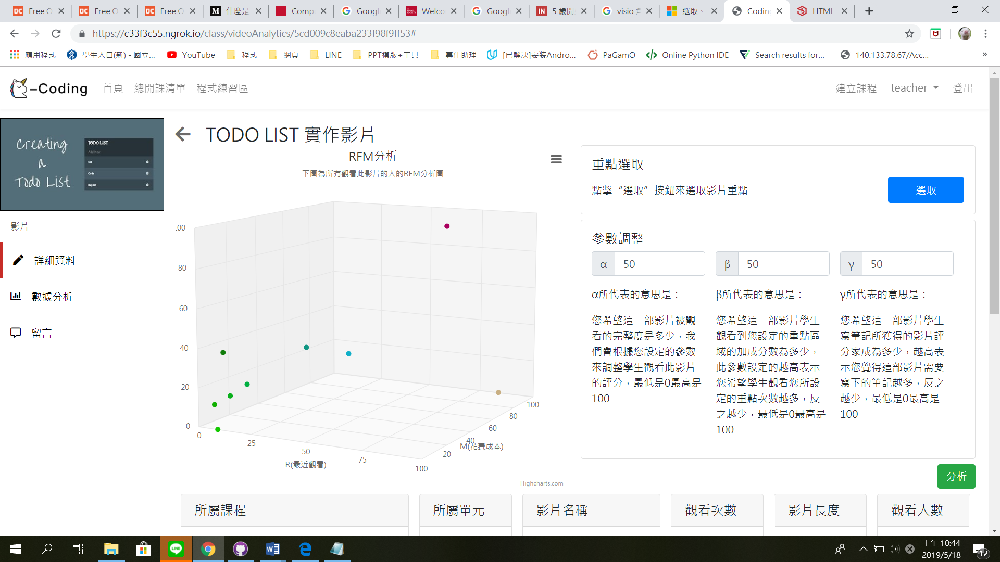 Free O
Free O
Free O
什麼是
Comp
Googl
Welco
Googl
5 歲開
visio 
選取、
Coding
HTML
https://c33f3c55.ngrok.io/class/videoAnalytics/5cd009c8eaba233f98f9ff53#
應用程式
學生入口(新) - 國立...
YouTube
程式
網頁
LINE
PPT模版+工具
專任助理
[已解决]安装Andro...
PaGamO
Online Python IDE
Search results for...
140.133.78.67/Acc...
»
-Coding
首頁
總開課清單
程式練習區
建立課程
teacher
登出
Creating
a
Todo List
TODO LIST
Add New
Eat
Code
Repeat
影片
詳細資料
數據分析
留言
TODO LIST 實作影片
RFM分析
下圖為所有觀看此影片的人的RFM分析圖
80
60
40
20
0
0
25
50
75
100
R(最近觀看)
20
40
60
80
100
M(花費成本)
Highcharts.com
重點選取
點擊“選取”按鈕來選取影片重點
選取
參數調整
α 50
β 50
γ 50
α所代表的意思是：
您希望這一部影片被觀
看的完整度是多少，我
們會根據您設定的參數
來調整學生觀看此影片
的評分，最低是0最高是
100
β所代表的意思是：
您希望這一部影片學生
觀看到您設定的重點區
域的加成分數為多少，
此參數設定的越高表示
您希望學生觀看您所設
定的重點次數越多，反
之越少，最低是0最高是
100
γ所代表的意思是：
您希望這一部影片學生
寫筆記所獲得的影片評
分家成為多少，越高表
示您覺得這部影片需要
寫下的筆記越多，反之
越少，最低是0最高是
100
分析
所屬課程
所屬單元
影片名稱
觀看次數
影片長度
觀看人數
上午 10:44
2019/5/18
12